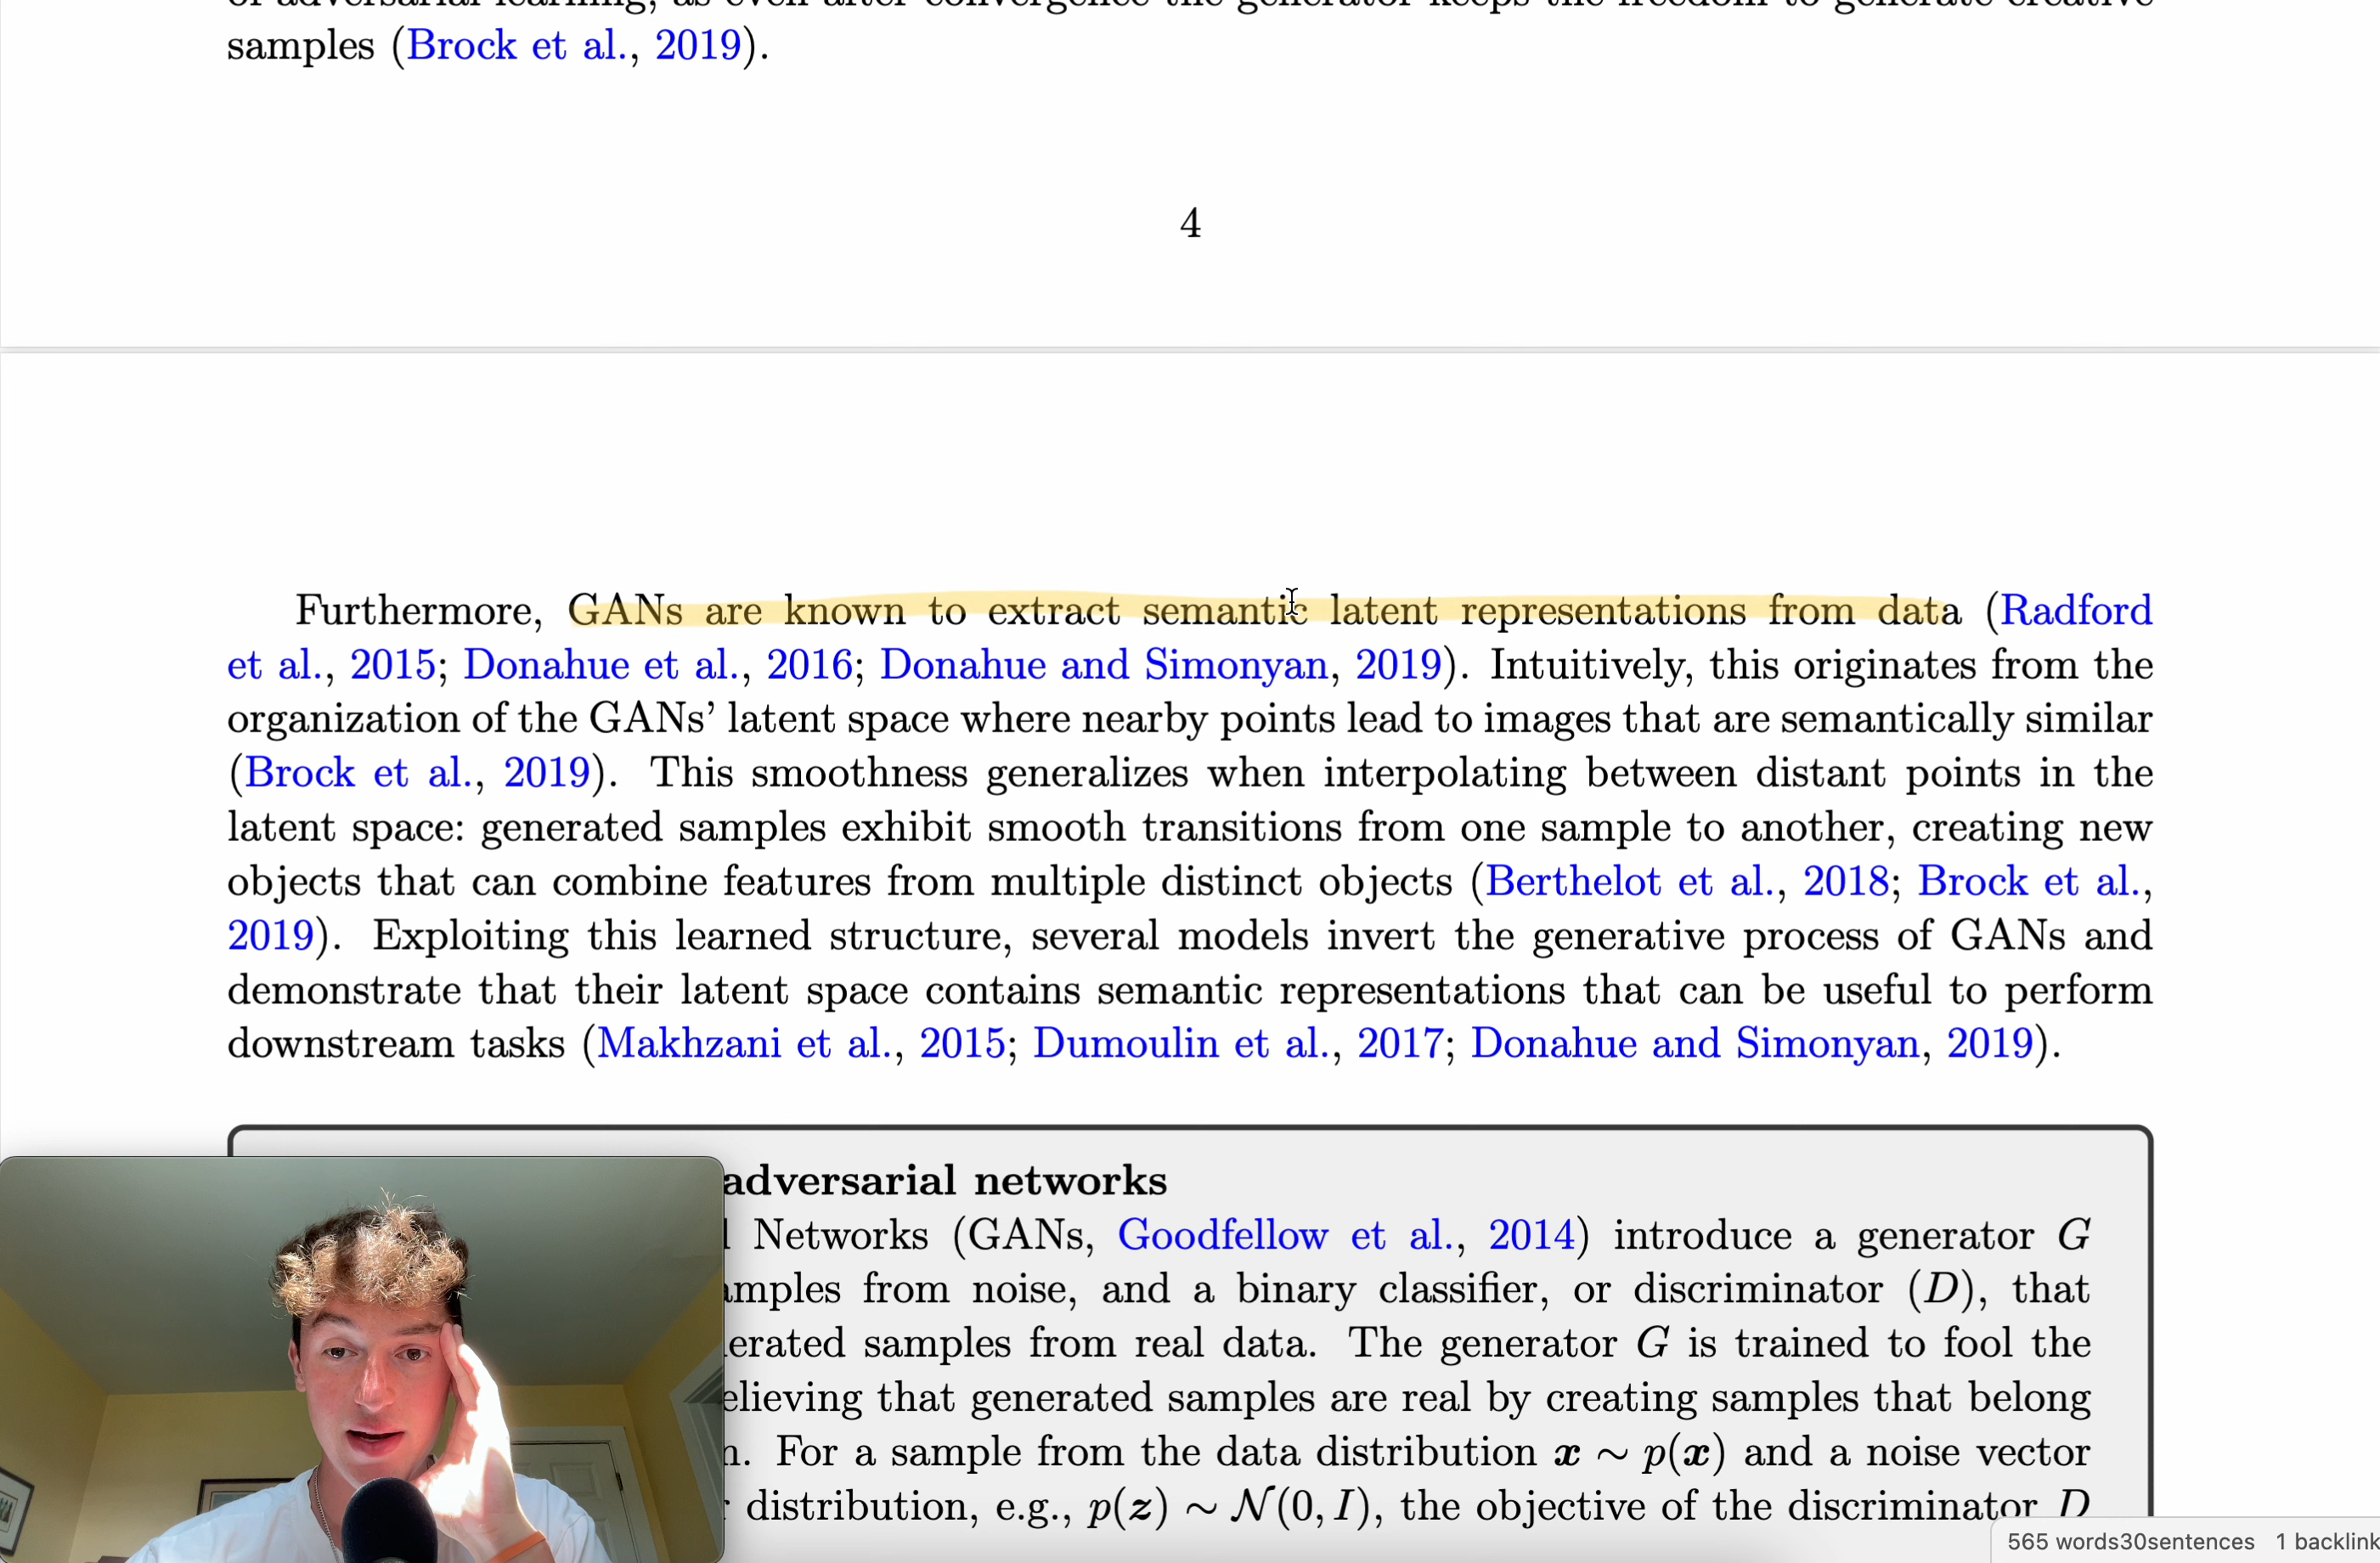 samples (Brock et al., 2019).
4
Furthermore, GANs are known to extract semantic latent representations from data (Radford
et al., 2015; Donahue et al., 2016; Donahue and Simonyan, 2019). Intuitively, this originates from the
organization of the GANs' latent space where nearby points lead to images that are semantically similar
(Brock et al., 2019). This smoothness generalizes when interpolating between distant points in the
latent space: generated samples exhibit smooth transitions from one sample to another, creating new
objects that can combine features from multiple distinct objects (Berthelot et al., 2018; Brock et al.,
2019). Exploiting this learned structure, several models invert the generative process of GANs and
demonstrate that their latent space contains semantic representations that can be useful to perform
downstream tasks (Makhzani et al., 2015; Dumoulin et al., 2017; Donahue and Simonyan, 2019).
adversarial networks
Networks (GANs, Goodfellow et al., 2014) introduce a generator G
from noise, and a binary classifier, or discriminator (D), that
samples from real data. The generator G is trained to fool the
that generated samples are real by creating samples that belong
For a sample from the data distribution x ∼ p(x) and a noise vector
distribution, e.g., p(z) ∼ N(0, I), the objective of the discriminator D
565 words30sentences 1 backlink